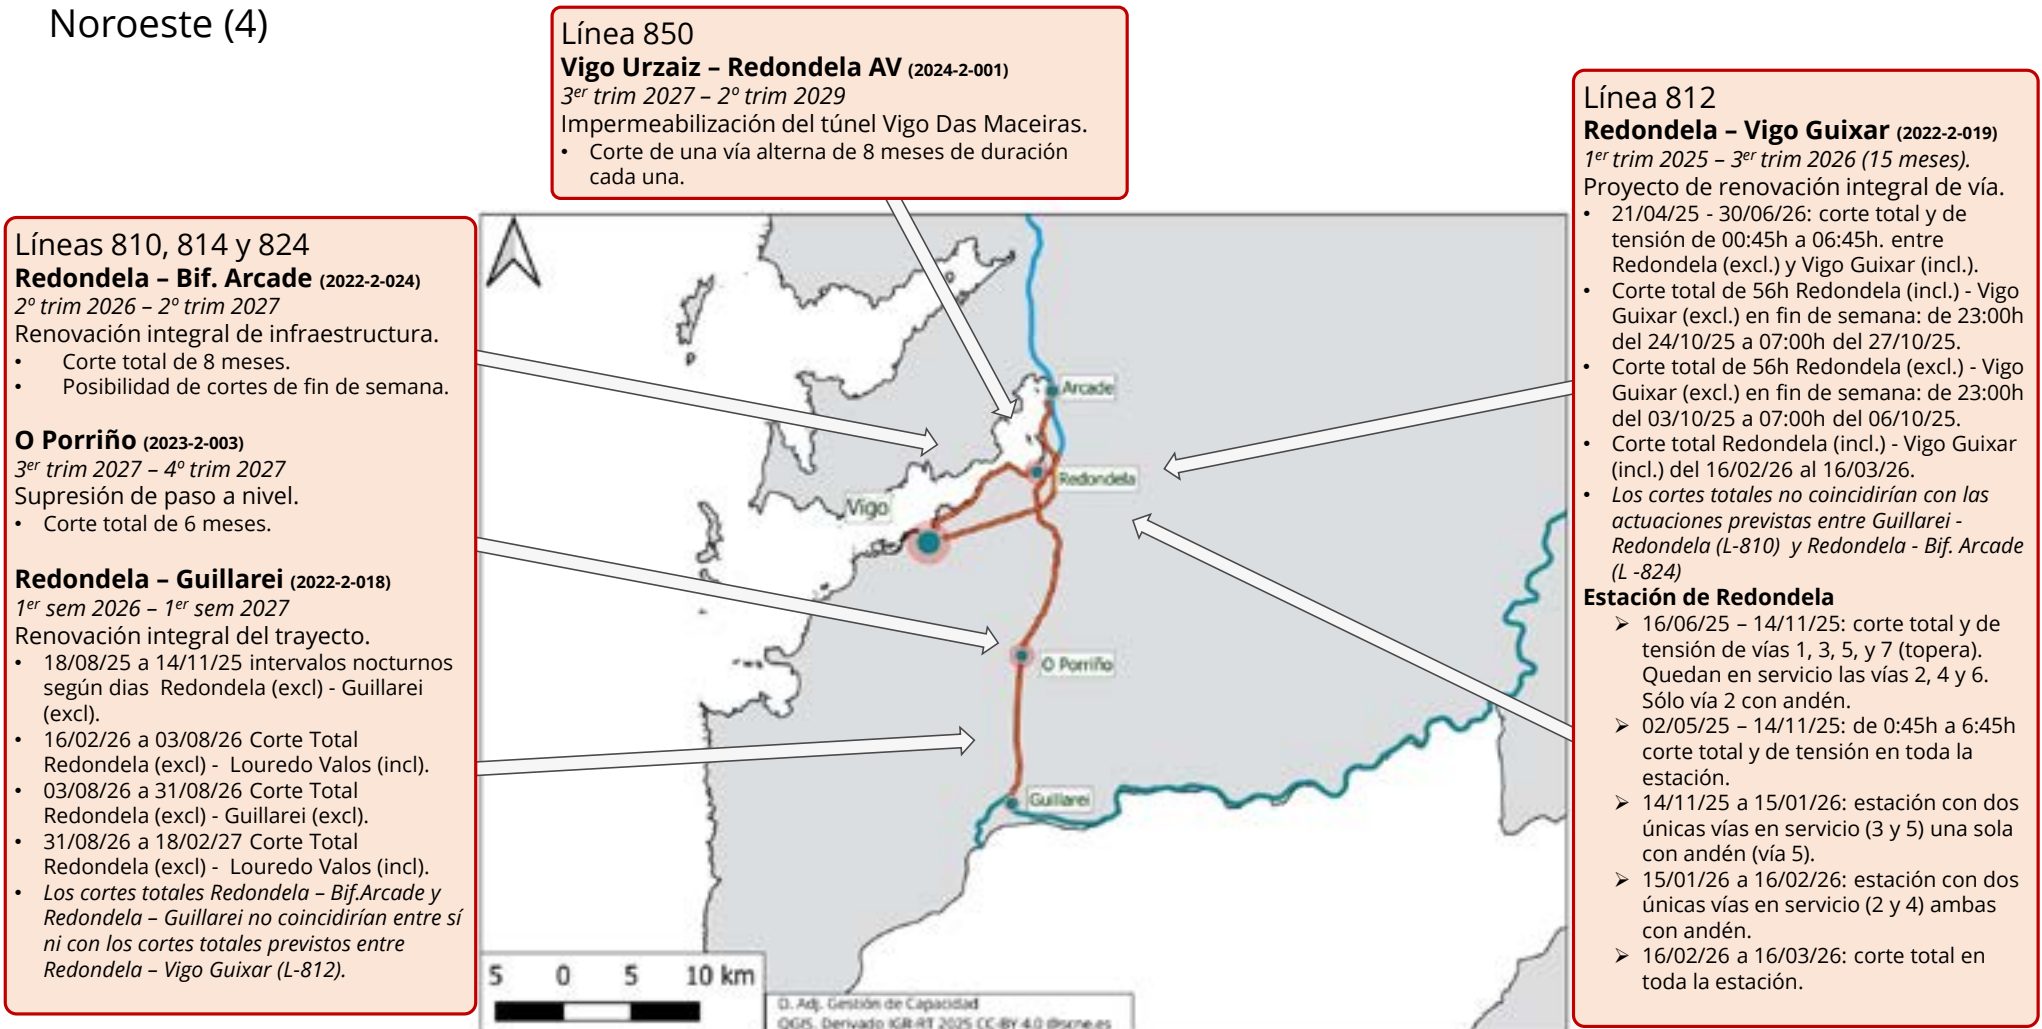 Noroeste (4)
Línea 850
Vigo Urzaiz – Redondela AV (2024-2-001)
3er trim 2027 – 2º trim 2029
Impermeabilización del túnel Vigo Das Maceiras.
• Corte de una vía alterna de 8 meses de duración
cada una.
Líneas 810, 814 y 824
Redondela – Bif. Arcade (2022-2-024)
2º trim 2026 – 2º trim 2027
Renovación integral de infraestructura.
• Corte total de 8 meses.
• Posibilidad de cortes de fin de semana.
O Porriño (2023-2-003)
3er trim 2027 – 4º trim 2027
Supresión de paso a nivel.
• Corte total de 6 meses.
Redondela – Guillarei (2022-2-018)
1er sem 2026 – 1er sem 2027
Renovación integral del trayecto.
• 18/08/25 a 14/11/25 intervalos nocturnos
según dias Redondela (excl) - Guillarei
(excl).
• 16/02/26 a 03/08/26 Corte Total
Redondela (excl) - Louredo Valos (incl).
• 03/08/26 a 31/08/26 Corte Total
Redondela (excl) - Guillarei (excl).
• 31/08/26 a 18/02/27 Corte Total
Redondela (excl) - Louredo Valos (incl).
• Los cortes totales Redondela – Bif.Arcade y
Redondela – Guillarei no coincidirían entre sí
ni con los cortes totales previstos entre
Redondela – Vigo Guixar (L-812).
Arcade
Redondela
Vigo
O Porriño
Guillarei
5 0 5 10 km
D. Adj. Gestión de Capacidad
QGIS. Derivado IGR-RT 2025 CC-BY 4.0 @scne.es
Línea 812
Redondela – Vigo Guixar (2022-2-019)
1er trim 2025 – 3er trim 2026 (15 meses).
Proyecto de renovación integral de vía.
• 21/04/25 - 30/06/26: corte total y de
tensión de 00:45h a 06:45h. entre
Redondela (excl.) y Vigo Guixar (incl.).
• Corte total de 56h Redondela (incl.) - Vigo
Guixar (excl.) en fin de semana: de 23:00h
del 24/10/25 a 07:00h del 27/10/25.
• Corte total de 56h Redondela (excl.) - Vigo
Guixar (excl.) en fin de semana: de 23:00h
del 03/10/25 a 07:00h del 06/10/25.
• Corte total Redondela (incl.) - Vigo Guixar
(incl.) del 16/02/26 al 16/03/26.
• Los cortes totales no coincidirían con las
actuaciones previstas entre Guillarei -
Redondela (L-810) y Redondela - Bif. Arcade
(L -824)
Estación de Redondela
➢ 16/06/25 – 14/11/25: corte total y de
tensión de vías 1, 3, 5, y 7 (topera).
Quedan en servicio las vías 2, 4 y 6.
Sólo vía 2 con andén.
➢ 02/05/25 – 14/11/25: de 0:45h a 6:45h
corte total y de tensión en toda la
estación.
➢ 14/11/25 a 15/01/26: estación con dos
únicas vías en servicio (3 y 5) una sola
con andén (vía 5).
➢ 15/01/26 a 16/02/26: estación con dos
únicas vías en servicio (2 y 4) ambas
con andén.
➢ 16/02/26 a 16/03/26: corte total en
toda la estación.